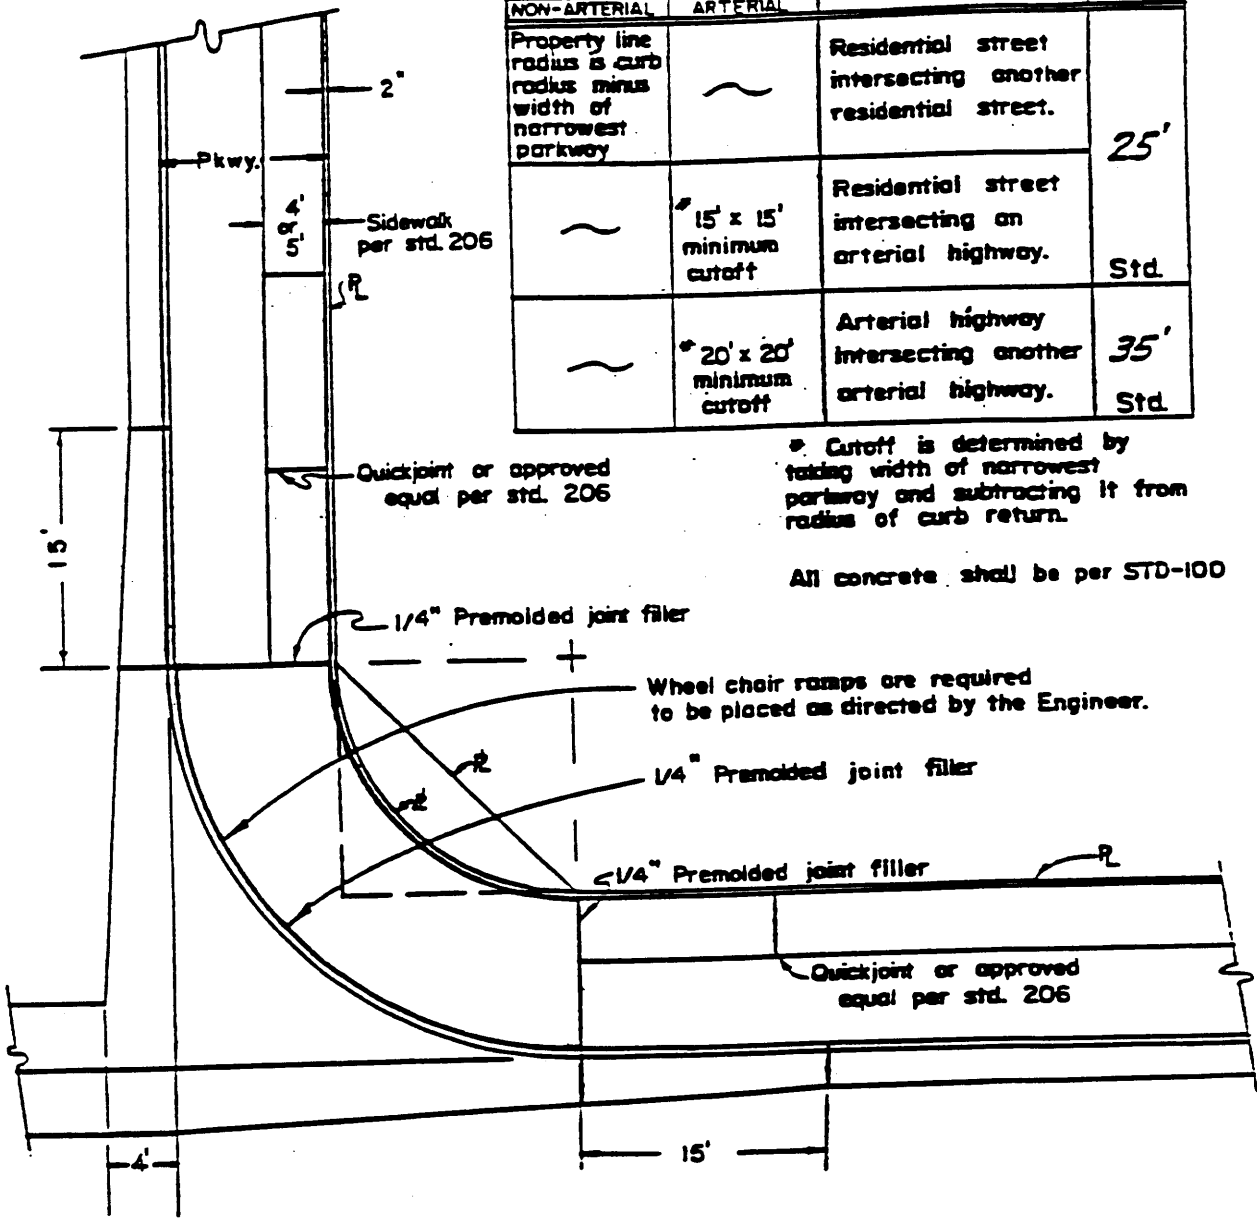 NON-ARTERIAL
ARTERIAL
Property line
radius is curb
radius minus
width of
narrowest
parkway
Residential street
intersecting another
residential street.
25'
* 15' x 15'
minimum
cutoff
Residential street
intersecting an
arterial highway.
Std.
* 20' x 20'
minimum
cutoff
Arterial highway
intersecting another
arterial highway.
35'
Std.
* Cutoff is determined by
taking width of narrowest
parkway and subtracting it from
radius of curb return.
All concrete shall be per STD-100
2"
Pkwy.
4'
or
5'
Sidewalk
per std. 206
PL
Quickjoint or approved
equal per std. 206
15'
1/4" Premolded joint filler
Wheel chair ramps are required
to be placed as directed by the Engineer.
PL
1/4" Premolded joint filler
PL
1/4" Premolded joint filler
PL
Quickjoint or approved
equal per std. 206
4'
15'